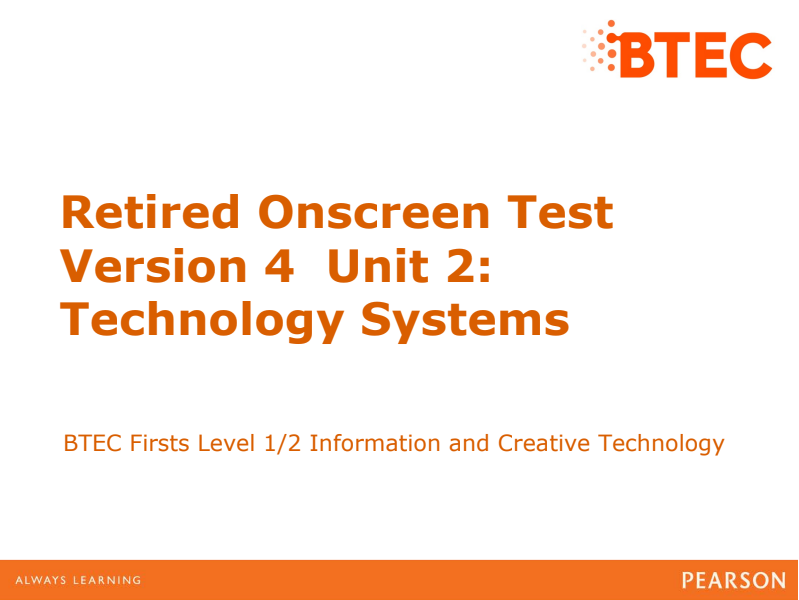 BTEC
Retired Onscreen Test
Version 4  Unit 2:
Technology Systems
BTEC Firsts Level 1/2 Information and Creative Technology
ALWAYS LEARNING
PEARSON